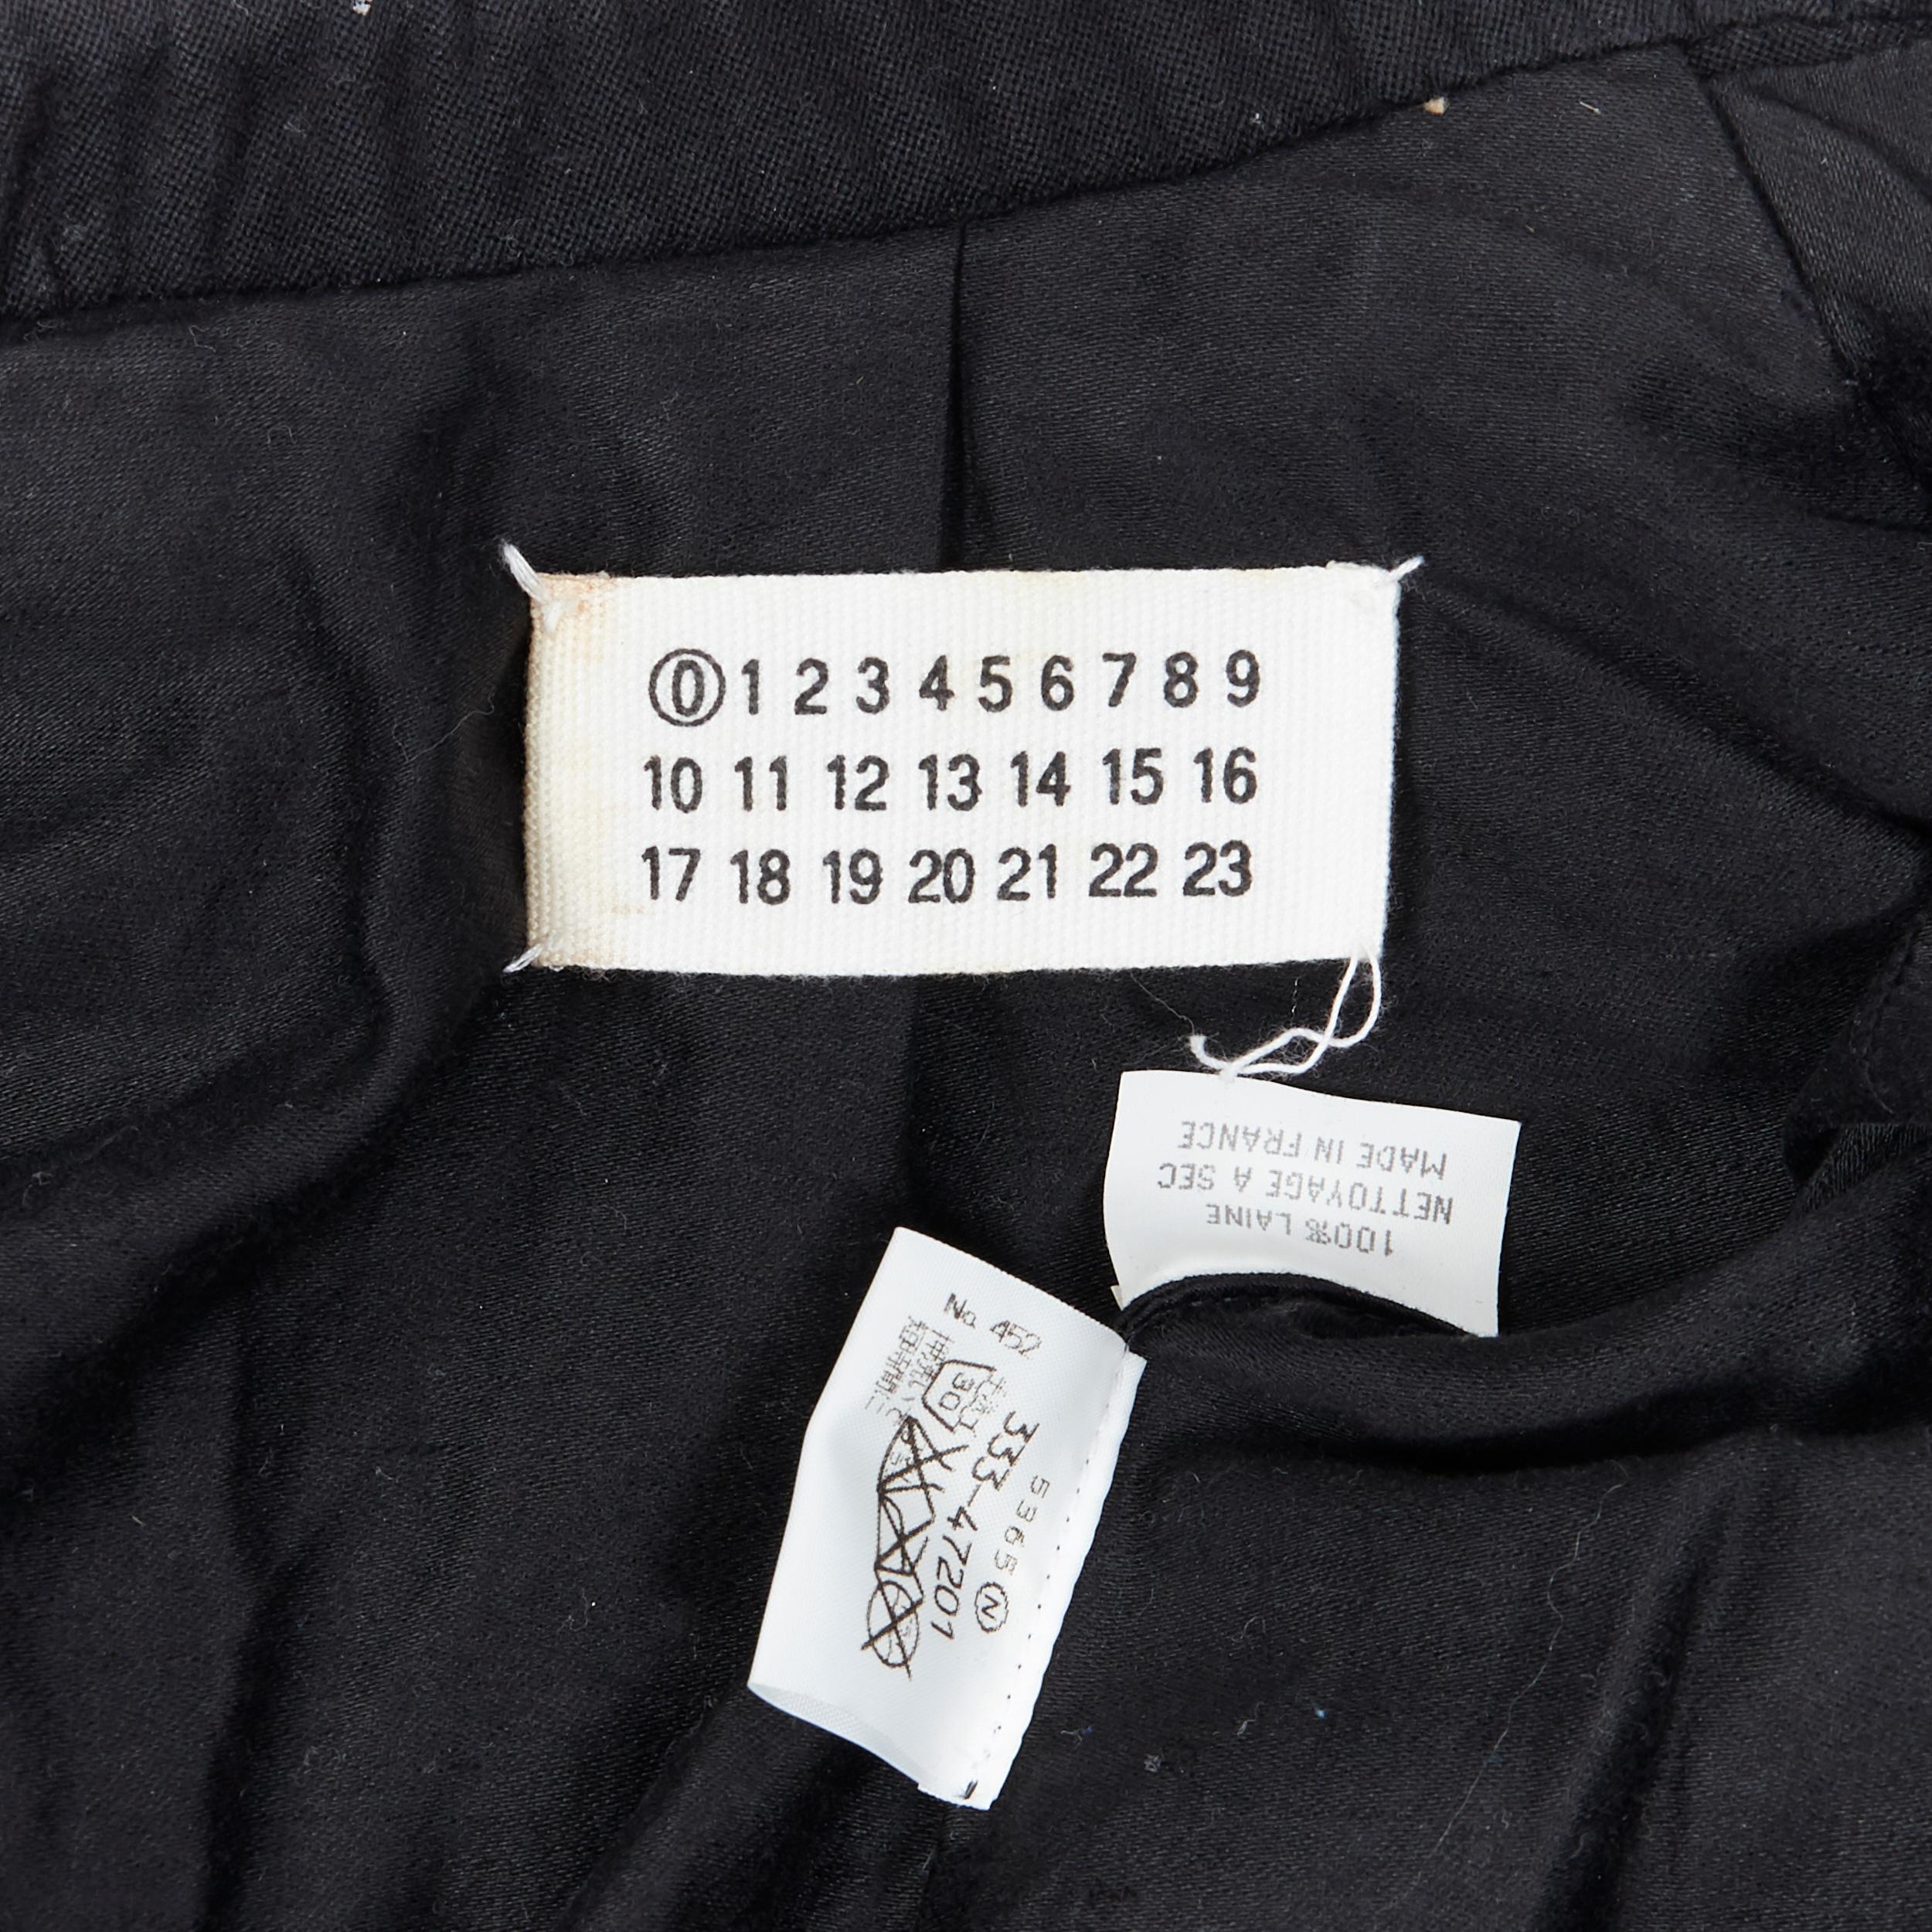 0 1 2 3 4 5 6 7 8 9
10 11 12 13 14 15 16
17 18 19 20 21 22 23
100% LAINE
NETTOYAGE A SEC
MADE IN FRANCE
5365 N
333-47201
30
No. 452